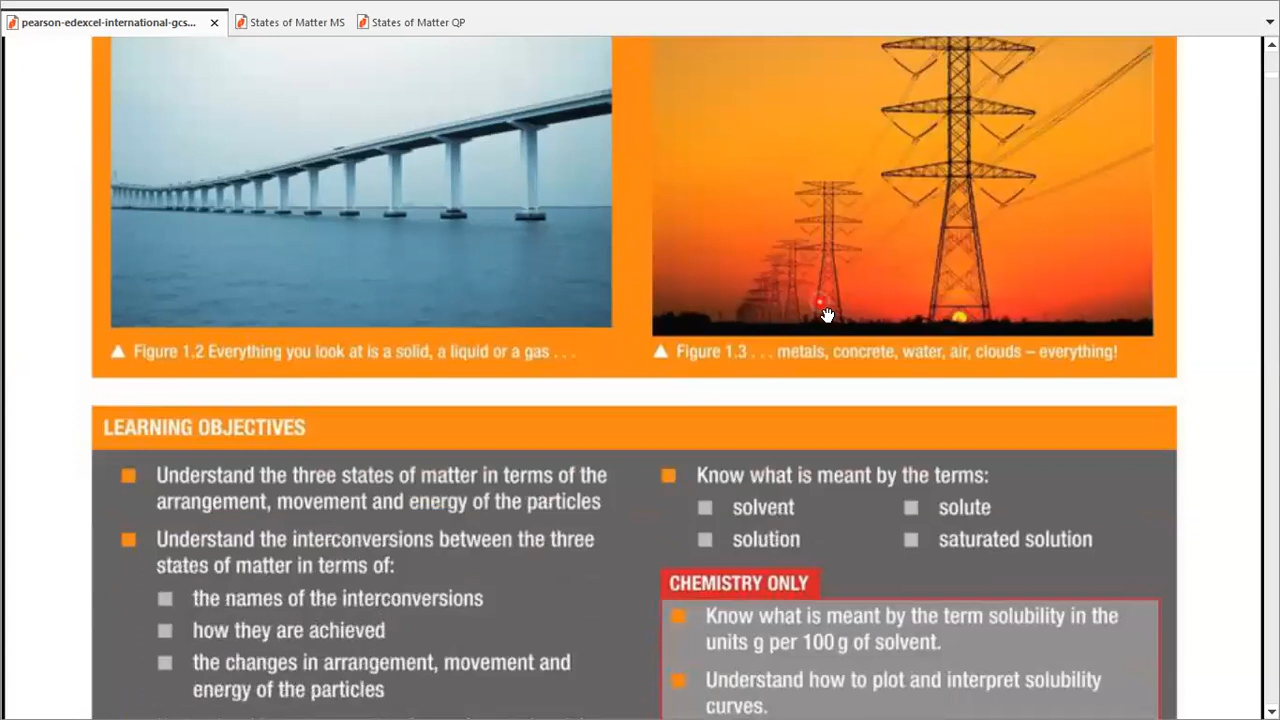 pearson-edexcel-international-gcs...
States of Matter MS
States of Matter QP
Figure 1.2 Everything you look at is a solid, a liquid or a gas . . .
Figure 1.3 . . . metals, concrete, water, air, clouds – everything!
LEARNING OBJECTIVES
Understand the three states of matter in terms of the
arrangement, movement and energy of the particles
Understand the interconversions between the three
states of matter in terms of:
the names of the interconversions
how they are achieved
the changes in arrangement, movement and
energy of the particles
Know what is meant by the terms:
solvent
solute
solution
saturated solution
CHEMISTRY ONLY
Know what is meant by the term solubility in the
units g per 100 g of solvent.
Understand how to plot and interpret solubility
curves.